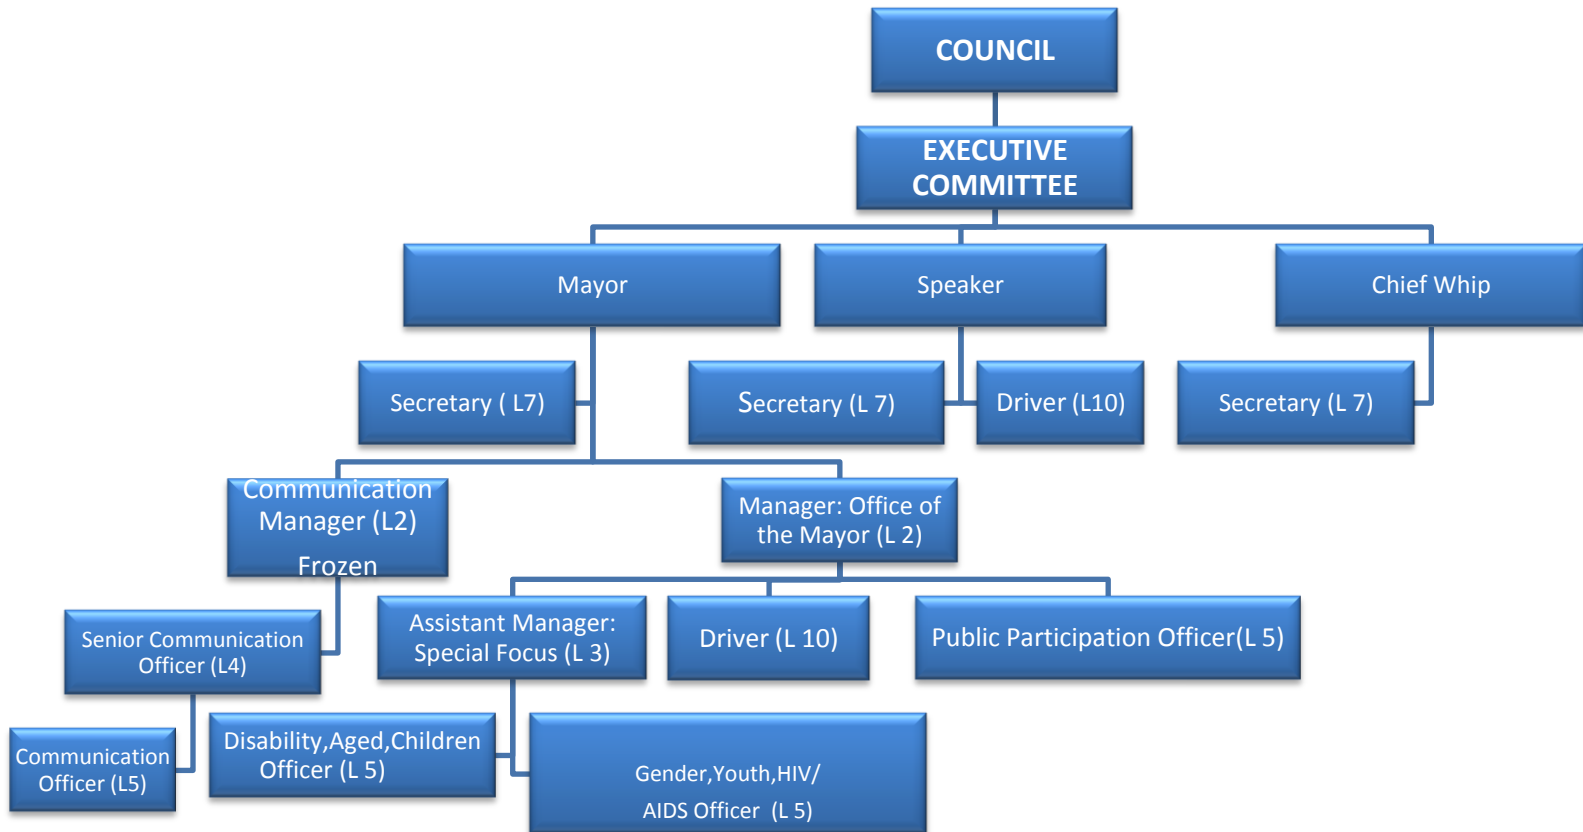 COUNCIL
EXECUTIVE
COMMITTEE
Mayor
Speaker
Chief Whip
Secretary ( L7)
Secretary (L 7)
Driver (L10)
Secretary (L 7)
Communication
Manager (L2)
Frozen
Manager: Office of
the Mayor (L 2)
Senior Communication
Officer (L4)
Assistant Manager:
Special Focus (L 3)
Driver (L 10)
Public Participation Officer(L 5)
Communication
Officer (L5)
Disability,Aged,Children
Officer (L 5)
Gender,Youth,HIV/
AIDS Officer  (L 5)